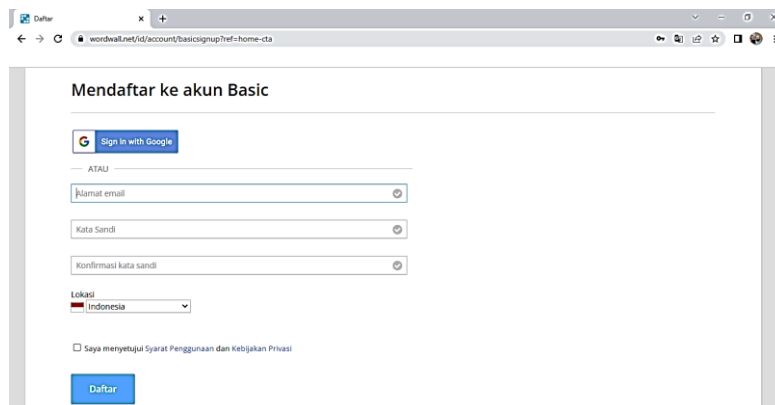 Daftar
wordwall.net/id/account/basicsignup?ref=home-cta
Mendaftar ke akun Basic
G Sign in with Google
ATAU
Alamat email
Kata Sandi
Konfirmasi kata sandi
Lokasi
Indonesia
Saya menyetujui Syarat Penggunaan dan Kebijakan Privasi
Daftar